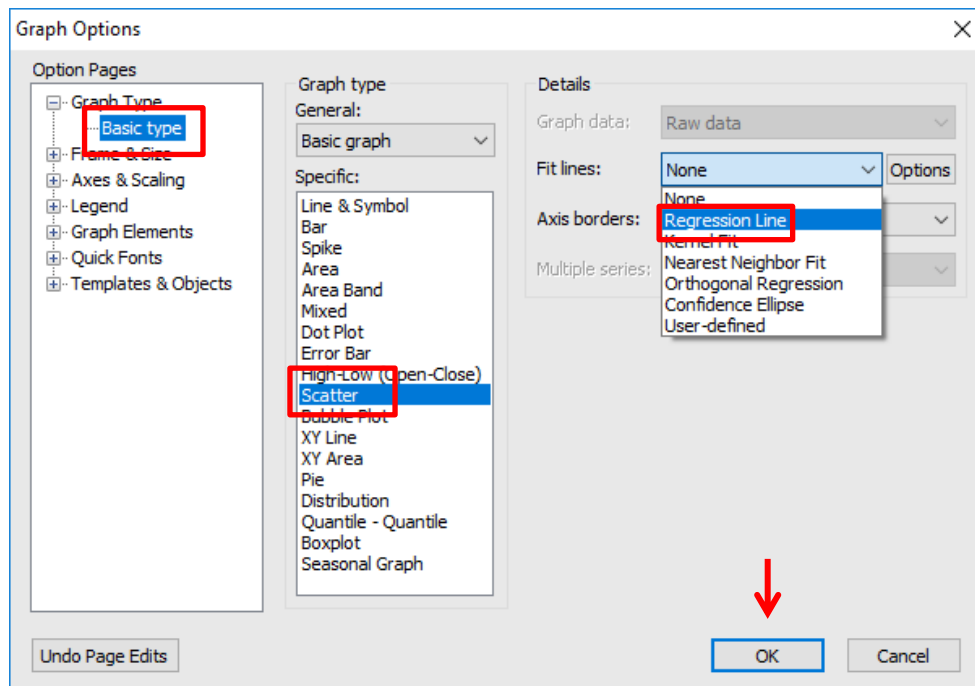 Graph Options
Option Pages
Graph Type
Basic type
Frame & Size
Axes & Scaling
Legend
Graph Elements
Quick Fonts
Templates & Objects
Graph type
General:
Basic graph
Specific:
Line & Symbol
Bar
Spike
Area
Area Band
Mixed
Dot Plot
Error Bar
High-Low (Open-Close)
Scatter
Bubble Plot
XY Line
XY Area
Pie
Distribution
Quantile - Quantile
Boxplot
Seasonal Graph
Details
Graph data: Raw data
Fit lines: None Options
None
Axis borders: Regression Line
Kernel Fit
Nearest Neighbor Fit
Multiple series: Orthogonal Regression
Confidence Ellipse
User-defined
Undo Page Edits
OK
Cancel